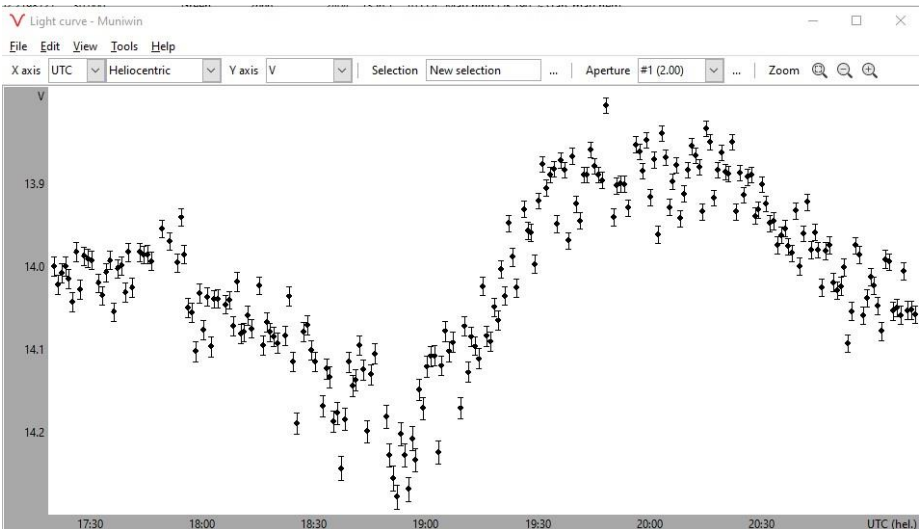 Light curve - Muniwin
File Edit View Tools Help
X axis UTC Heliocentric Y axis V Selection New selection ... Aperture #1 (2.00) ... Zoom
V
13.9
14.0
14.1
14.2
17:30 18:00 18:30 19:00 19:30 20:00 20:30 UTC (hel.)